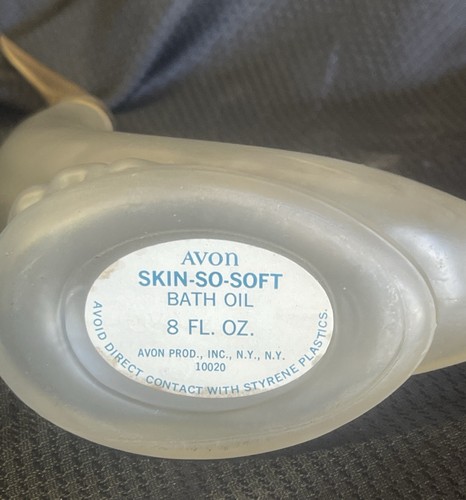 AVON
SKIN-SO-SOFT
BATH OIL
8 FL. OZ.
AVON PROD., INC., N.Y., N.Y.
10020
AVOID DIRECT CONTACT WITH STYRENE PLASTICS.